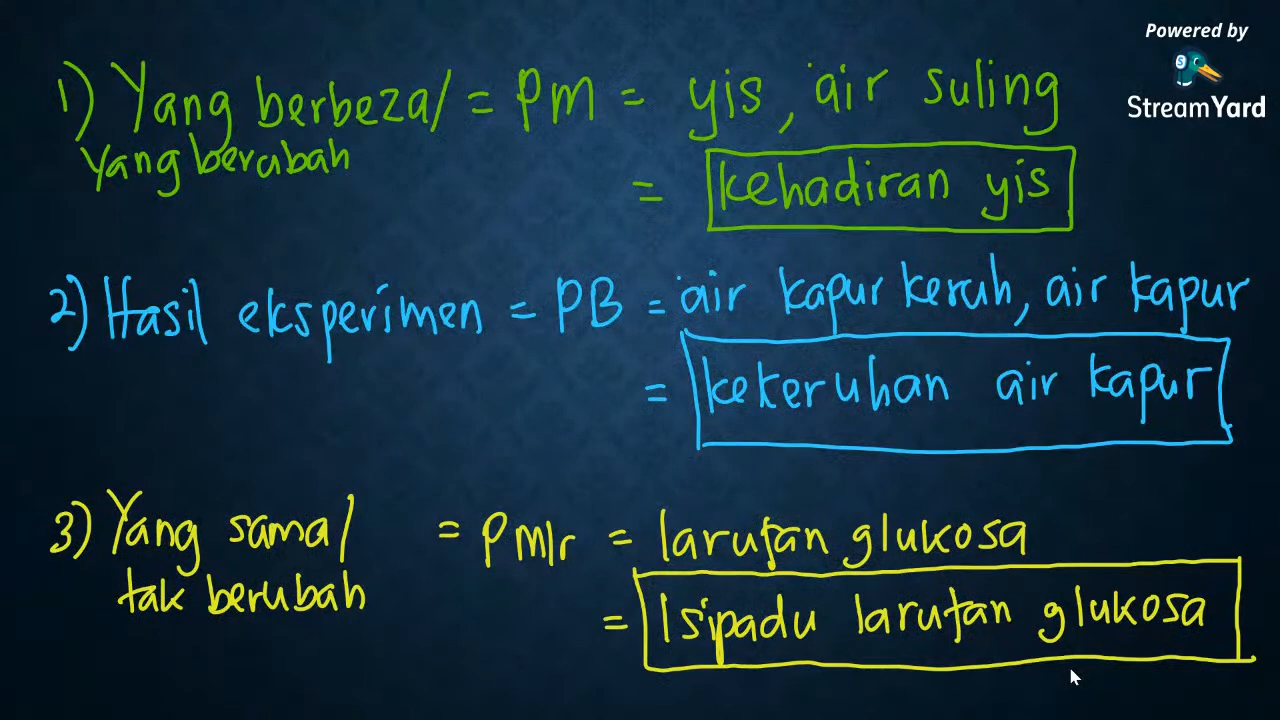 Powered by
StreamYard
1) Yang berbeza/ = PM = yis, air suling
yang berubah
= kehadiran yis
2) Hasil eksperimen = PB = air kapur keruh, air kapur
= kekeruhan air kapur
3) Yang sama/ = PMlr = larutan glukosa
tak berubah
= Isipadu larutan glukosa